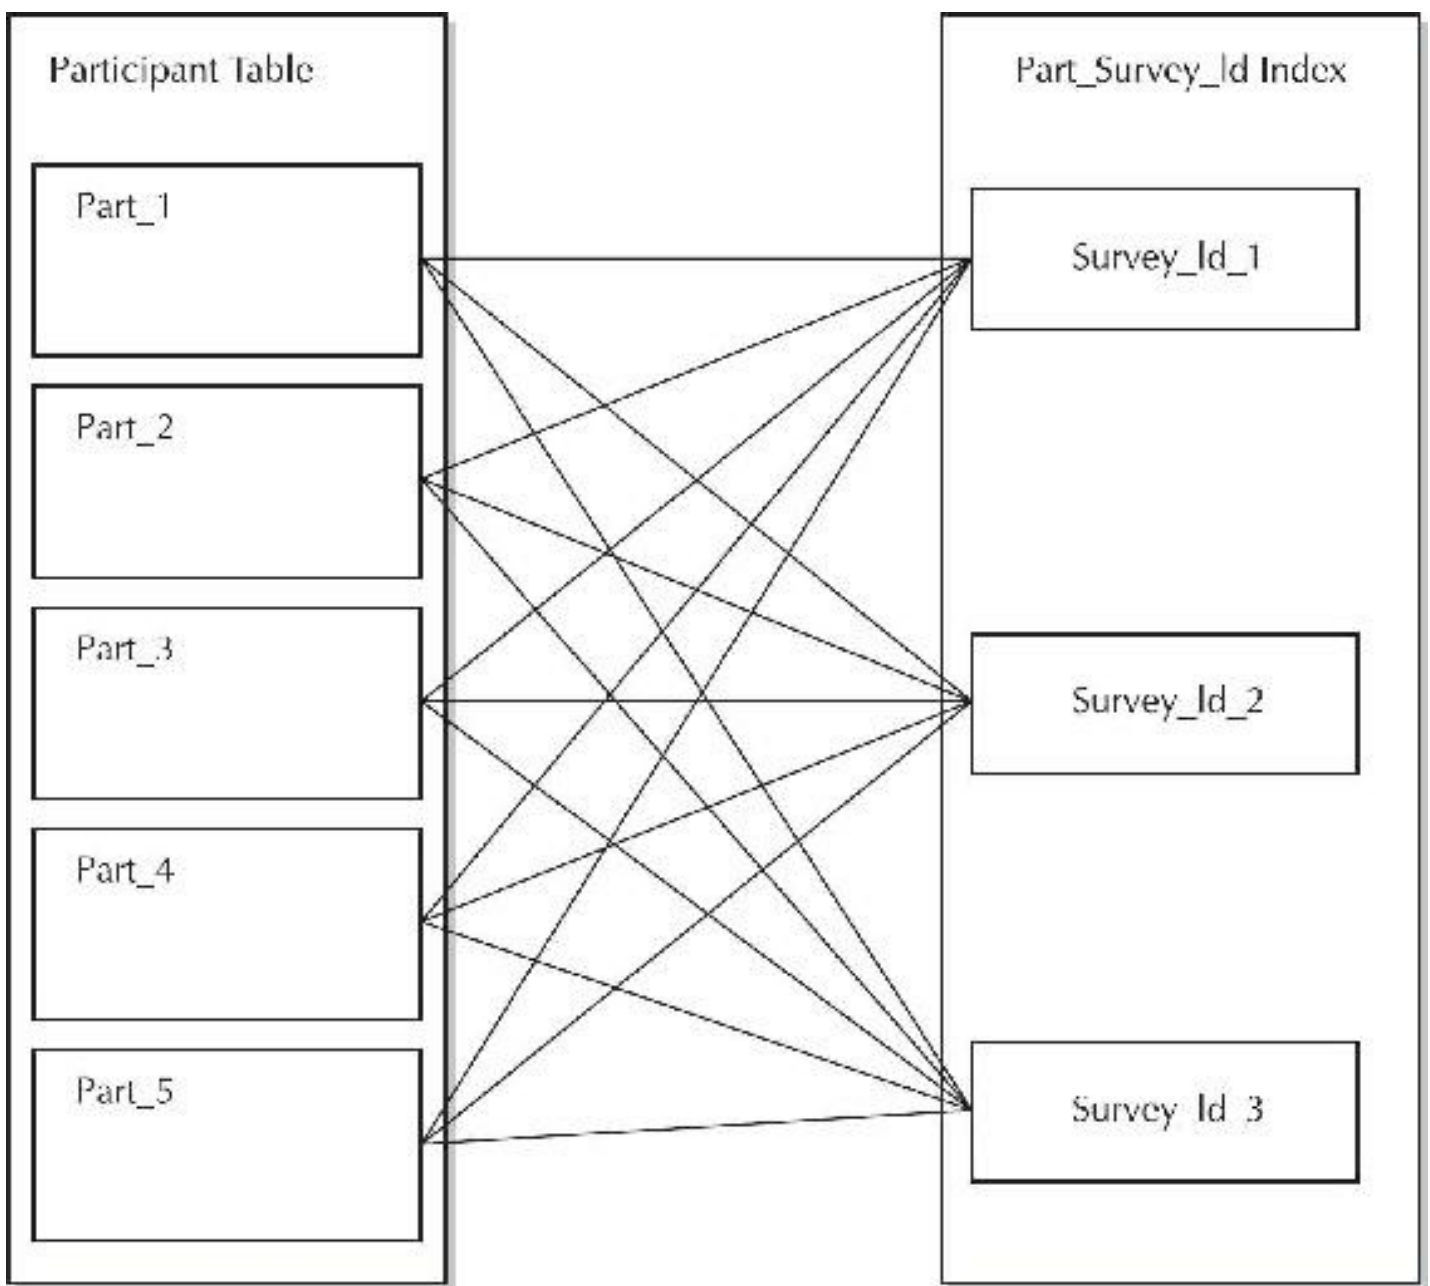 Participant Table
Part_Survey_Id Index
Part_1
Survey_Id_1
Part_2
Part_3
Survey_Id_2
Part_4
Part_5
Survey_Id_3